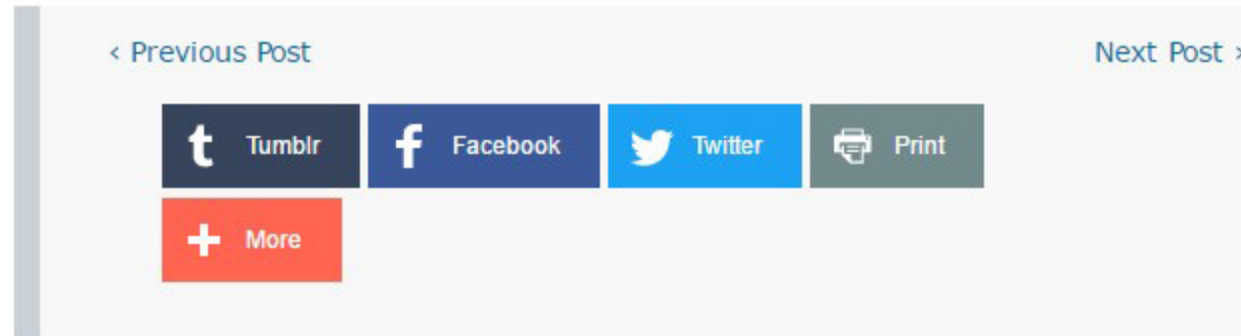 ‹ Previous Post Next Post ›
Tumblr Facebook Twitter Print
More